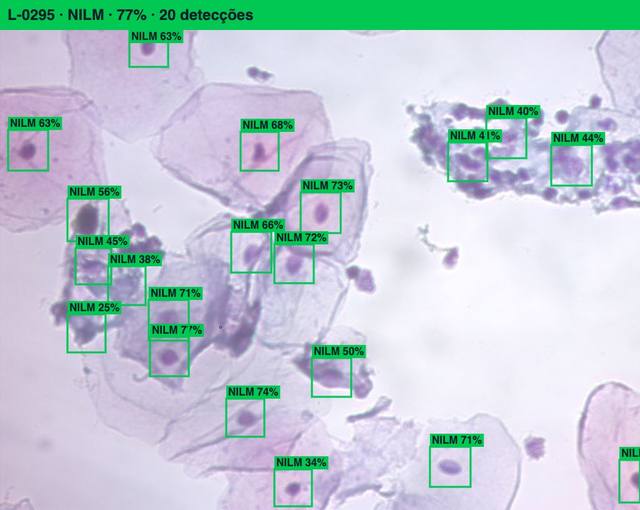 L-0295 · NILM · 77% · 20 detecções
NILM 63%
NILM 40%
NILM 63%
NILM 68%
NILM 41%
NILM 44%
NILM 73%
NILM 56%
NILM 66%
NILM 72%
NILM 45%
NILM 38%
NILM 71%
NILM 25%
NILM 77%
NILM 50%
NILM 74%
NILM 71%
NILM 34%